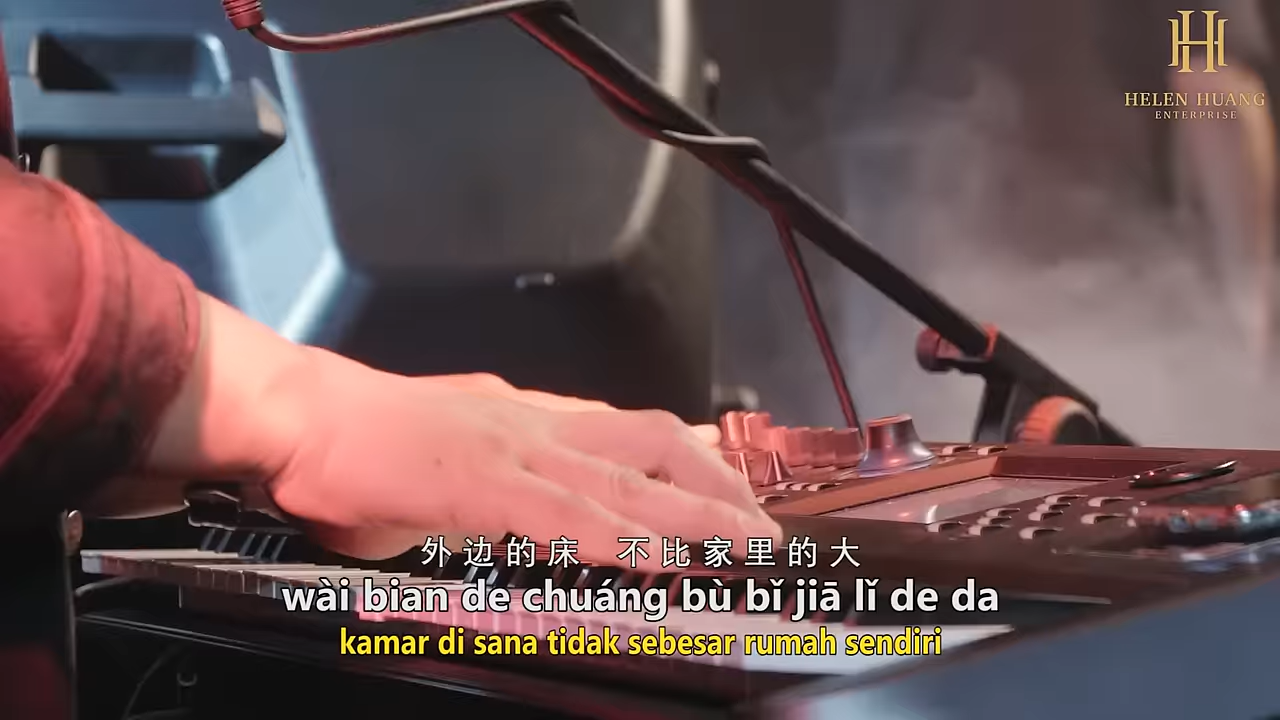 HELEN HUANG
ENTERPRISE
外边的床 不比家里的大
wài bian de chuáng bù bǐ jiā lǐ de da
kamar di sana tidak sebesar rumah sendiri